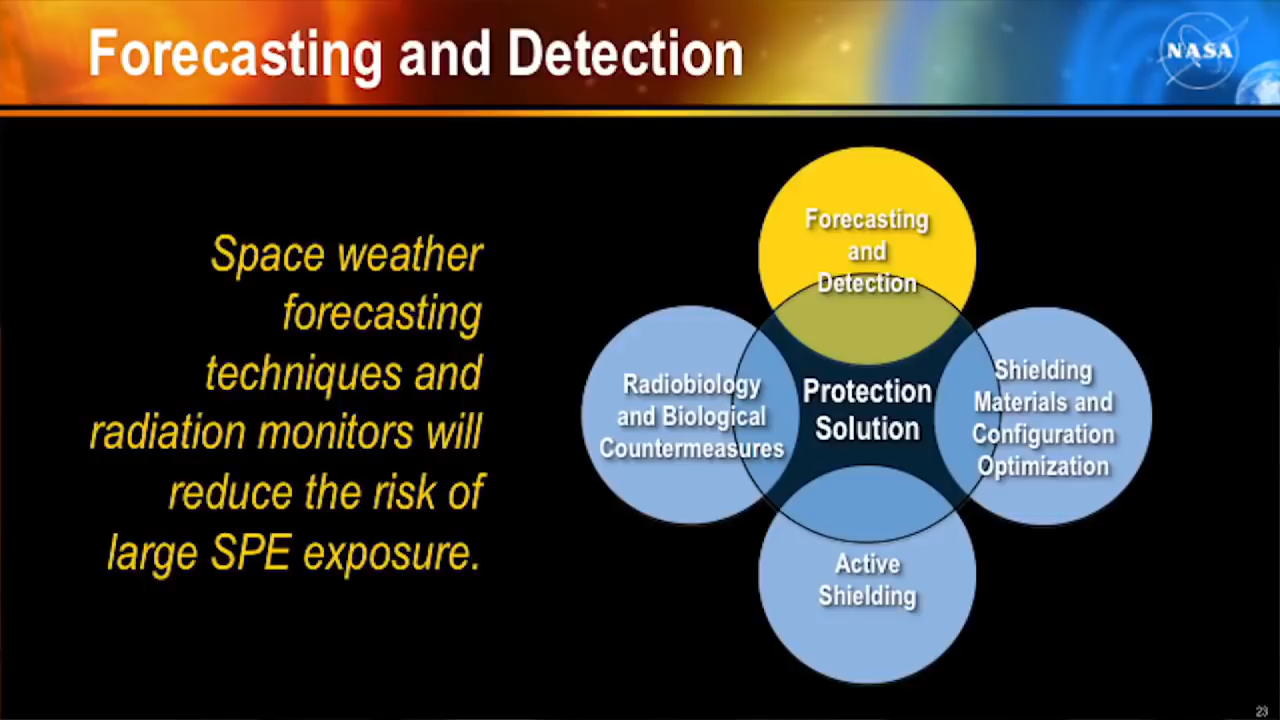 Forecasting and Detection
NASA
Space weather
forecasting
techniques and
radiation monitors will
reduce the risk of
large SPE exposure.
Forecasting
and
Detection
Radiobiology
and Biological
Countermeasures
Protection
Solution
Shielding
Materials and
Configuration
Optimization
Active
Shielding
23